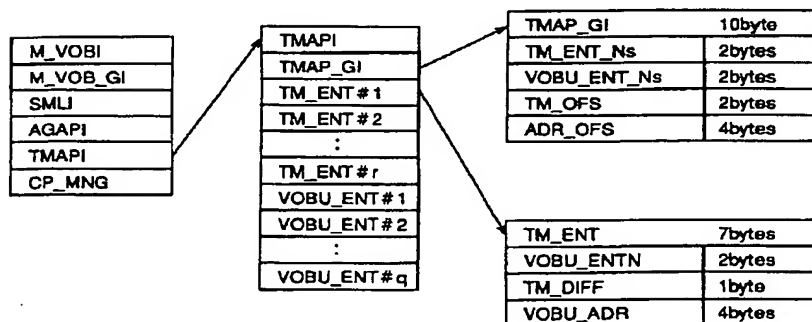 M_VOBI
M_VOB_GI
SMLI
AGAPI
TMAPI
CP_MNG
TMAPI
TMAP_GI
TM_ENT#1
TM_ENT#2
:
TM_ENT#r
VOBU_ENT#1
VOBU_ENT#2
:
VOBU_ENT#q
TMAP_GI 10byte
TM_ENT_Ns 2bytes
VOBU_ENT_Ns 2bytes
TM_OFS 2bytes
ADR_OFS 4bytes
TM_ENT 7bytes
VOBU_ENTN 2bytes
TM_DIFF 1byte
VOBU_ADR 4bytes